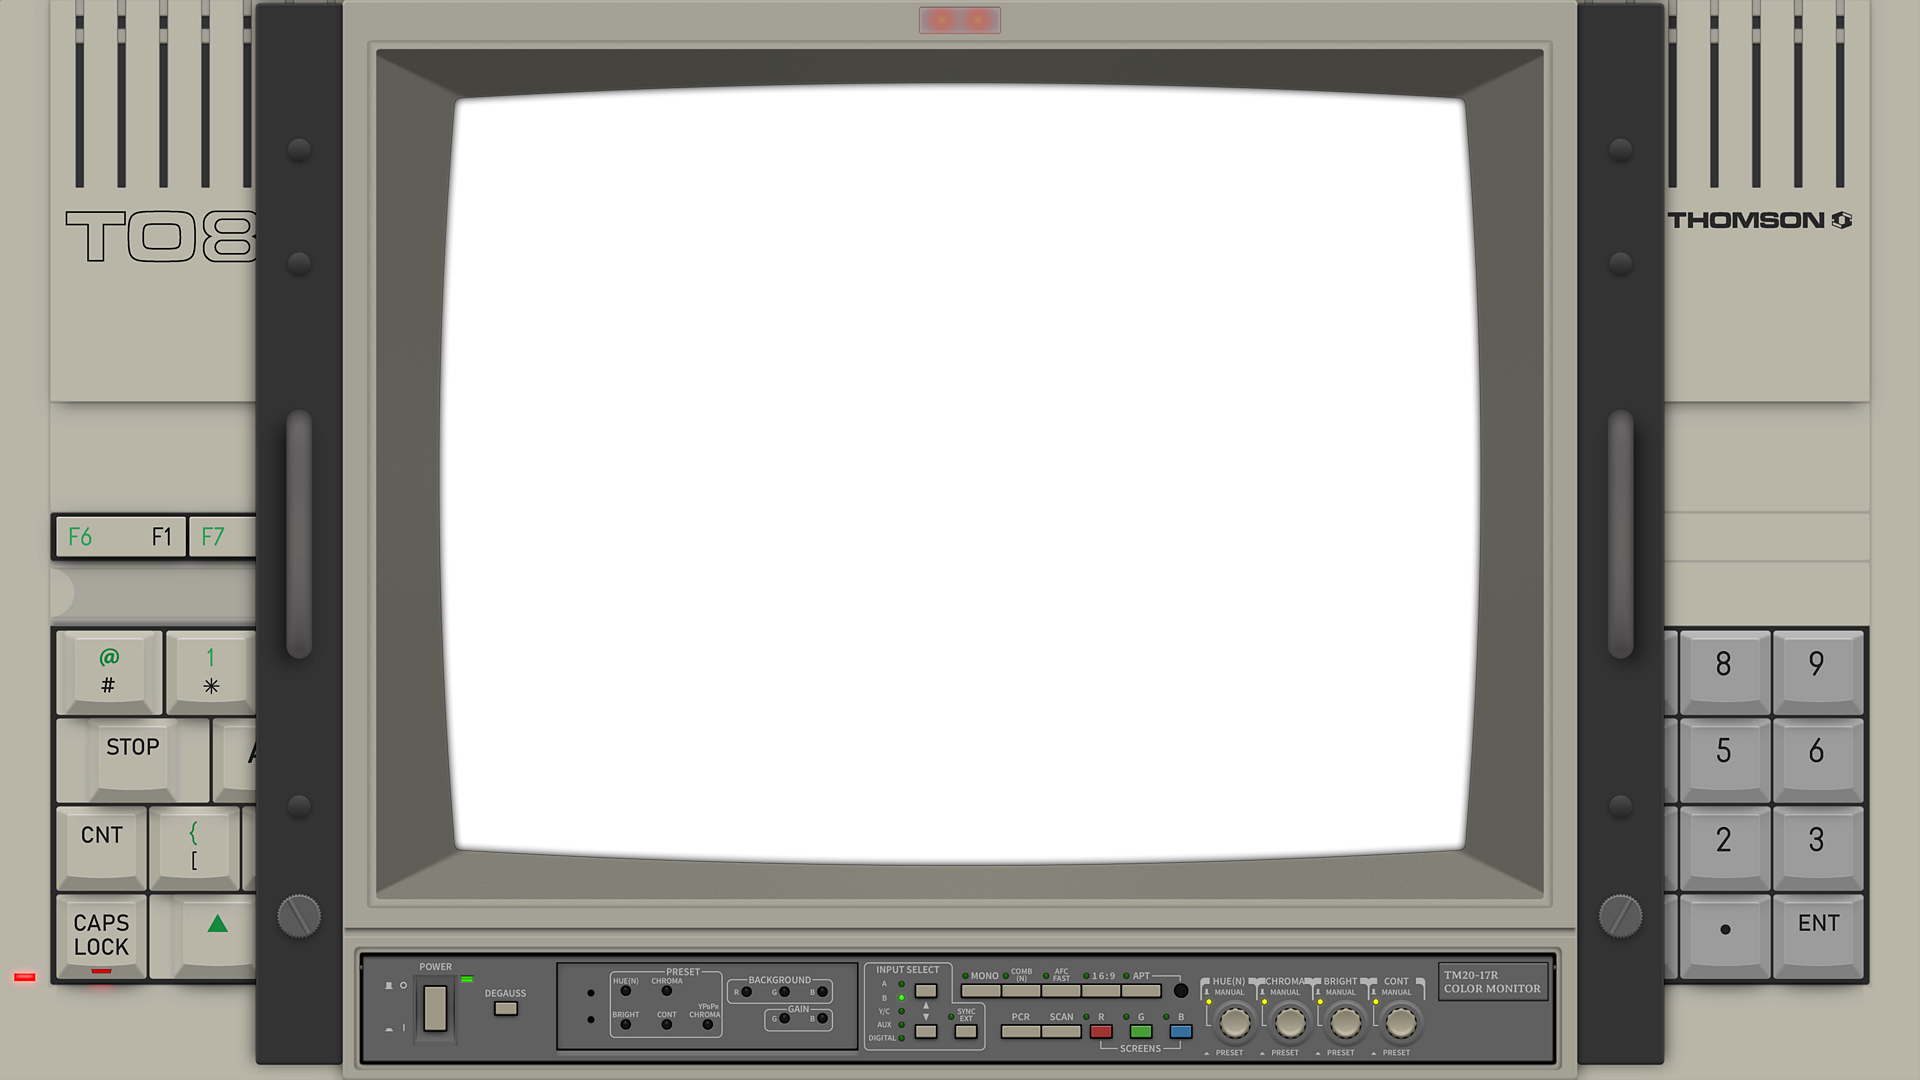 TO8
THOMSON
F6 F1 F7
@
#
1
*
STOP
A
CNT
{
[
CAPS
LOCK
8 9
5 6
2 3
. ENT
POWER
O
I
DEGAUSS
PRESET
HUE(N) CHROMA
BRIGHT CONT YPBPR
CHROMA
BACKGROUND
R G B
GAIN
G B
INPUT SELECT
A
B
Y/C
AUX
DIGITAL
SYNC
EXT
MONO COMB
(N) AFC
FAST 16:9 APT
PCR SCAN R G B
SCREENS
HUE(N) CHROMA BRIGHT CONT
MANUAL MANUAL MANUAL MANUAL
PRESET PRESET PRESET PRESET
TM20-17R
COLOR MONITOR